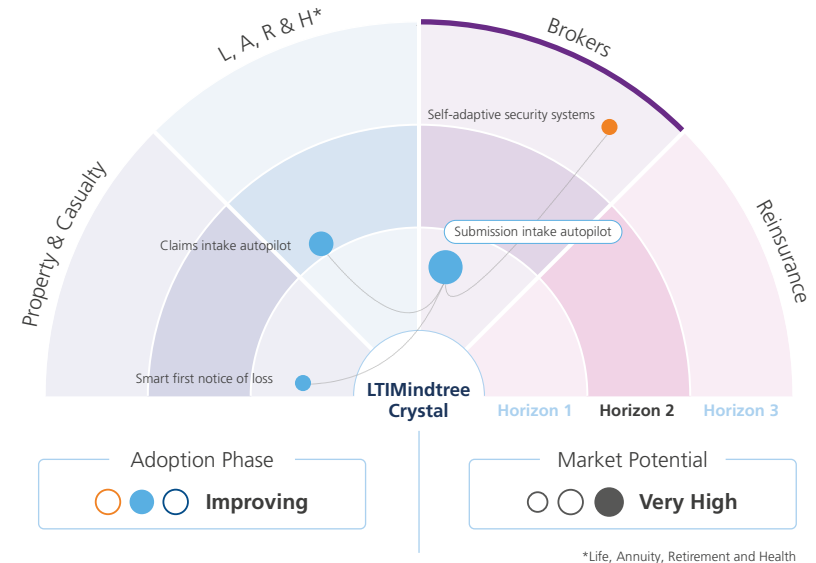 L, A, R & H*
Brokers
Property & Casualty
Reinsurance
Self-adaptive security systems
Submission intake autopilot
Claims intake autopilot
Smart first notice of loss
LTIMindtree
Crystal
Horizon 1
Horizon 2
Horizon 3
Adoption Phase
Improving
Market Potential
Very High
*Life, Annuity, Retirement and Health